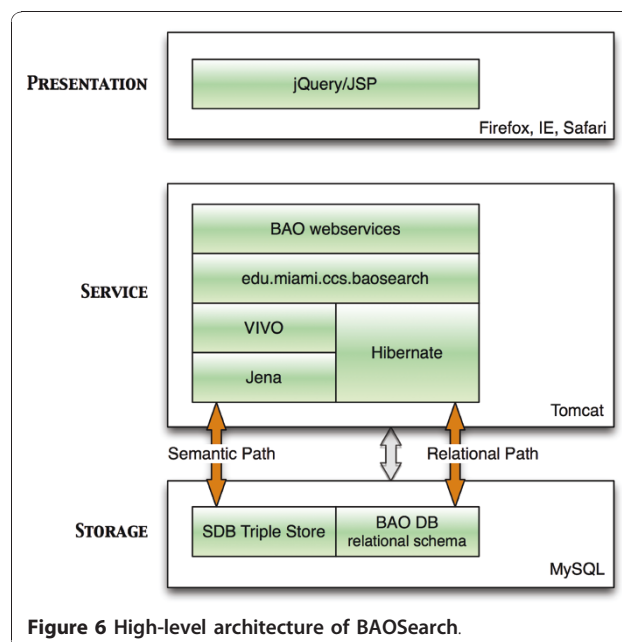 PRESENTATION
jQuery/JSP
Firefox, IE, Safari
SERVICE
BAO webservices
edu.miami.ccs.baosearch
VIVO
Hibernate
Jena
Tomcat
Semantic Path
Relational Path
STORAGE
SDB Triple Store
BAO DB
relational schema
MySQL
Figure 6 High-level architecture of BAOSearch.